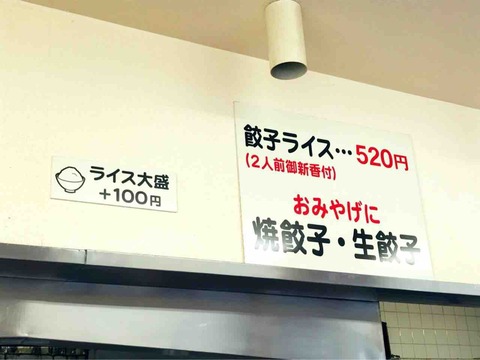 ライス大盛
+100円
餃子ライス…520円
(2人前御新香付)
おみやげに
焼餃子・生餃子